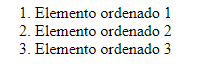 1. Elemento ordenado 1
2. Elemento ordenado 2
3. Elemento ordenado 3